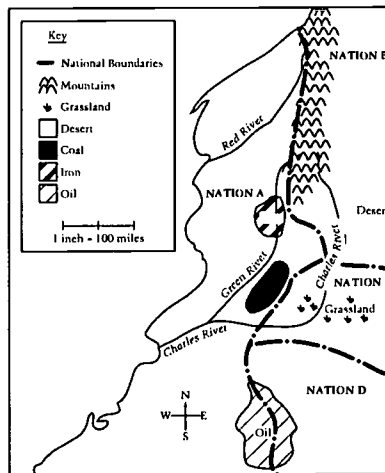 Key
National Boundaries
Mountains
Grassland
Desert
Coal
Iron
Oil
1 inch - 100 miles
NATION B
Red River
NATION A
Desert
Green River
Charles River
NATION
Grassland
Charles River
NATION D
N
W E
S
Oil